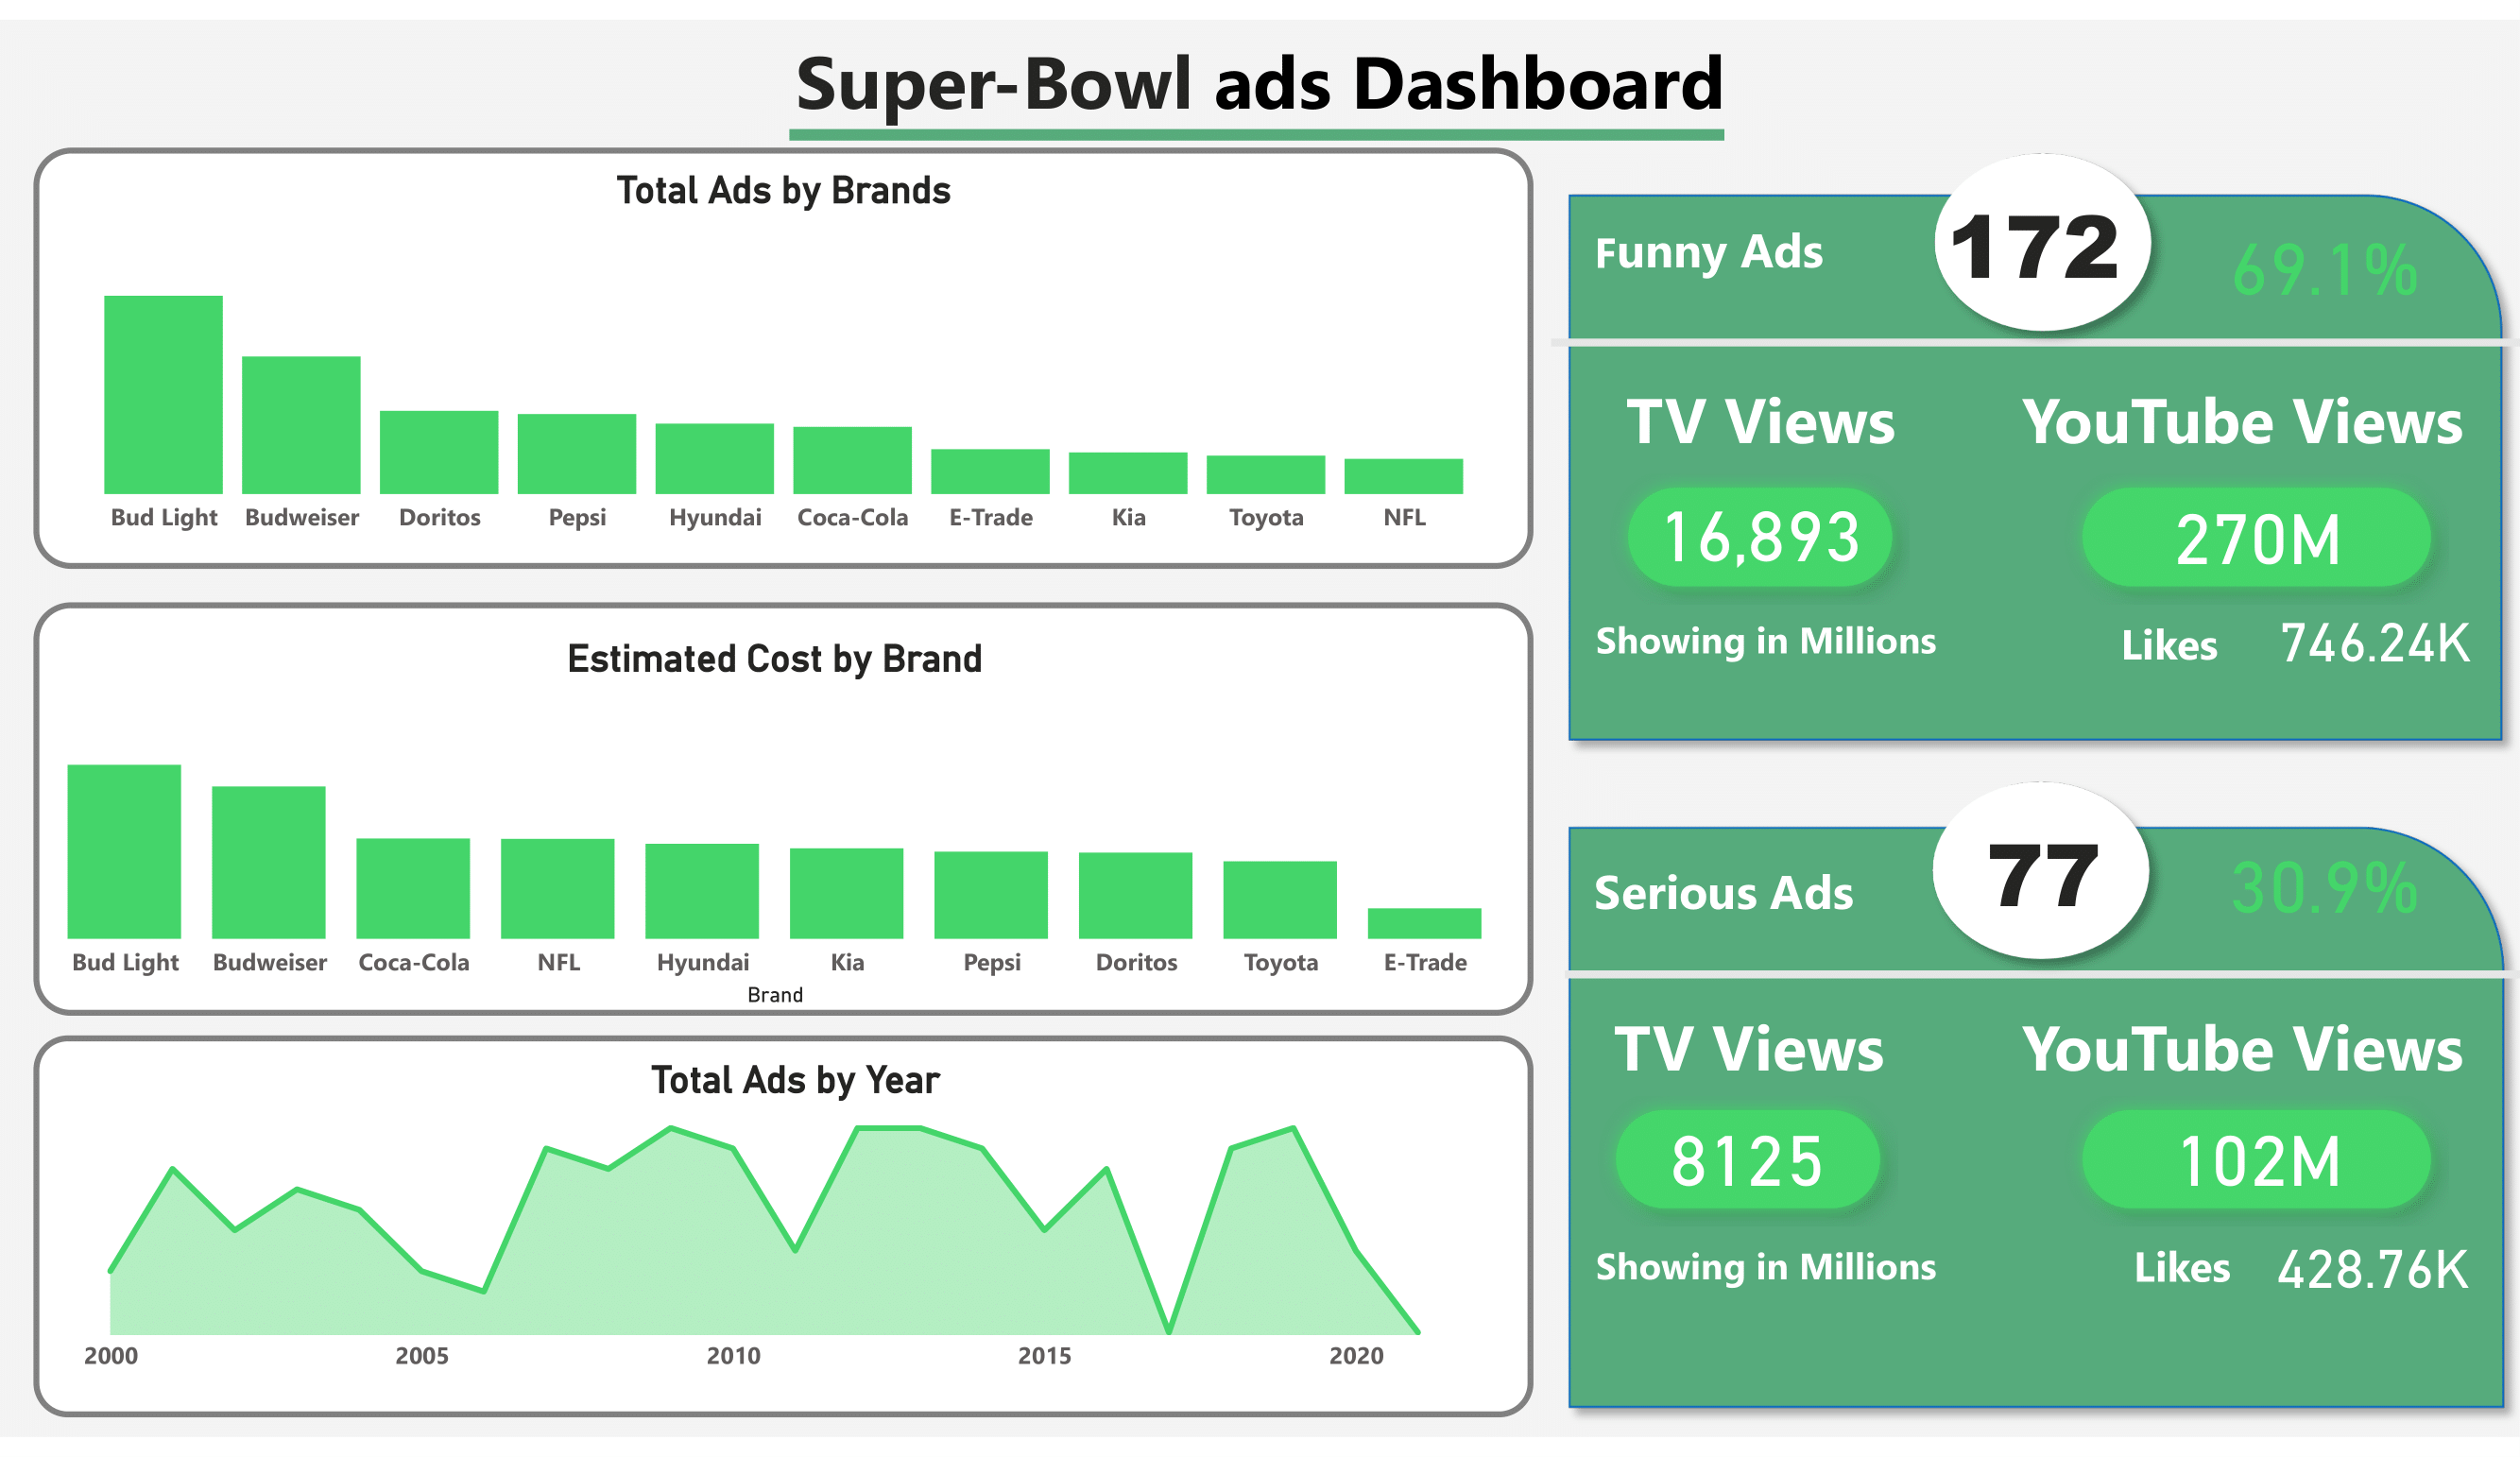 Super-Bowl ads Dashboard
Total Ads by Brands
Bud Light Budweiser Doritos Pepsi Hyundai Coca-Cola E-Trade Kia Toyota NFL
Estimated Cost by Brand
Bud Light Budweiser Coca-Cola NFL Hyundai Kia Pepsi Doritos Toyota E-Trade
Brand
Total Ads by Year
2000 2005 2010 2015 2020
Funny Ads 172 69.1%
TV Views YouTube Views
16,893 270M
Showing in Millions Likes 746.24K
Serious Ads 77 30.9%
TV Views YouTube Views
8125 102M
Showing in Millions Likes 428.76K